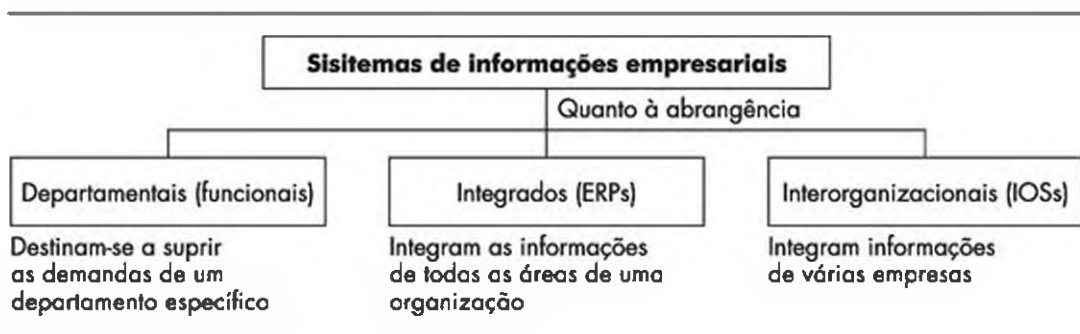 Sisitemas de informações empresariais
Quanto à abrangência
Departamentais (funcionais)
Destinam-se a suprir
as demandas de um
departamento específico
Integrados (ERPs)
Integram as informações
de todas as áreas de uma
organização
Interorganizacionais (IOSs)
Integram informações
de várias empresas